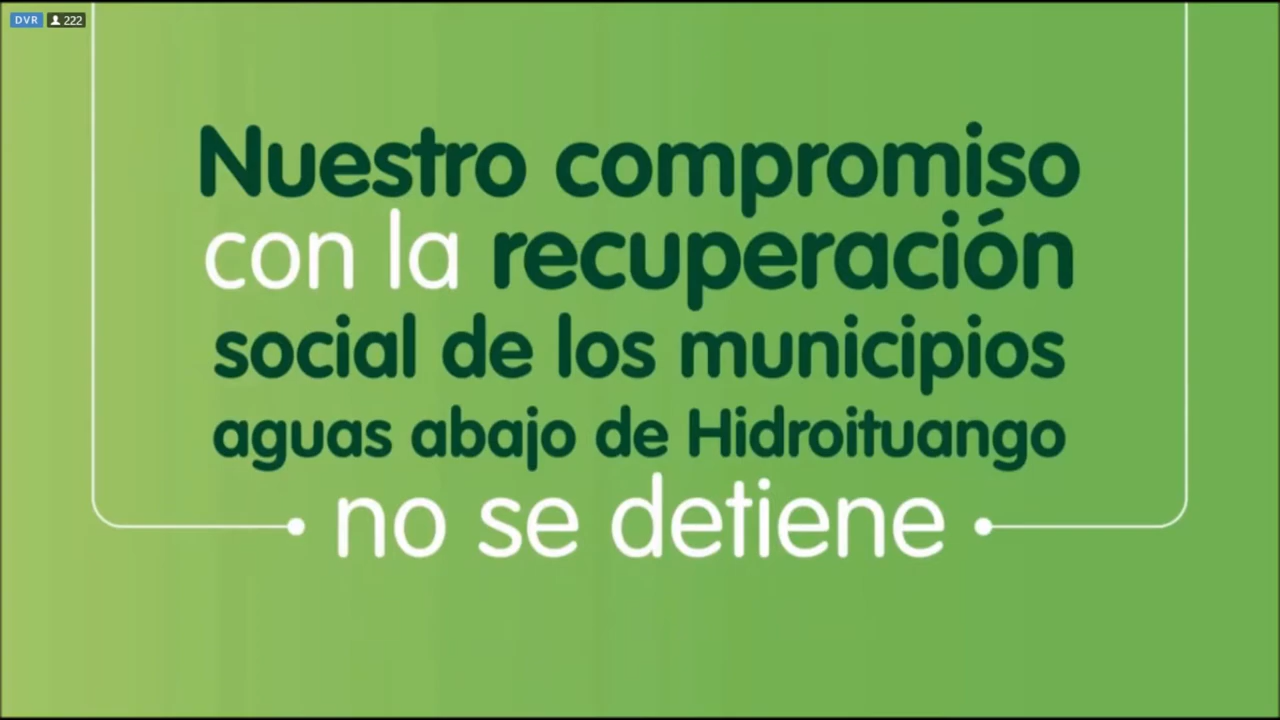 DVR 222
Nuestro compromiso
con la recuperación
social de los municipios
aguas abajo de Hidroituango
no se detiene